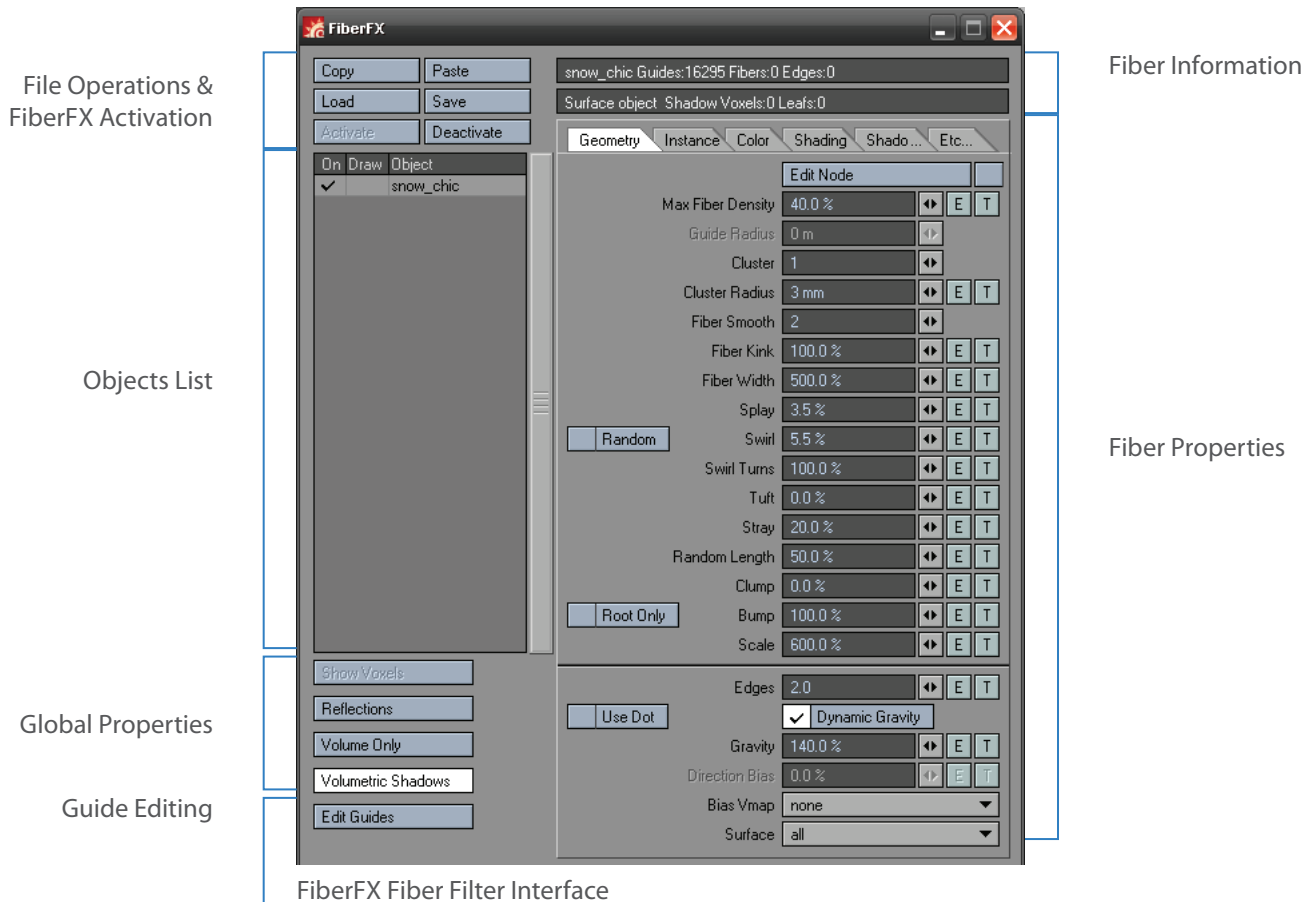 FiberFX
File Operations &
FiberFX Activation
Copy Paste
Load Save
Activate Deactivate
snow_chic Guides:16295 Fibers:0 Edges:0
Surface object Shadow Voxels:0 Leafs:0
Fiber Information
On Draw Object
snow_chic
Objects List
Geometry Instance Color Shading Shado... Etc...
Edit Node
Max Fiber Density 40.0 % E T
Guide Radius 0 m
Cluster 1
Cluster Radius 3 mm E T
Fiber Smooth 2
Fiber Kink 100.0 % E T
Fiber Width 500.0 % E T
Splay 3.5 % E T
Random Swirl 5.5 % E T
Swirl Turns 100.0 % E T
Tuft 0.0 % E T
Stray 20.0 % E T
Random Length 50.0 % E T
Clump 0.0 % E T
Root Only Bump 100.0 % E T
Scale 600.0 % E T
Edges 2.0 E T
Use Dot Dynamic Gravity
Gravity 140.0 % E T
Direction Bias 0.0 % E T
Bias Vmap none
Surface all
Fiber Properties
Show Voxels
Reflections
Volume Only
Volumetric Shadows
Global Properties
Guide Editing
Edit Guides
FiberFX Fiber Filter Interface